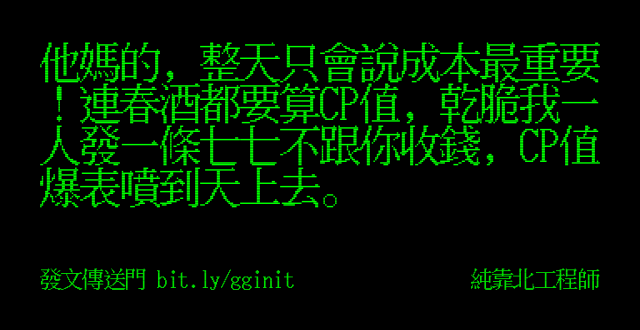 他媽的，整天只會說成本最重要
！連春酒都要算CP值，乾脆我一
人發一條七七不跟你收錢，CP值
爆表噴到天上去。
發文傳送門 bit.ly/gginit
純靠北工程師